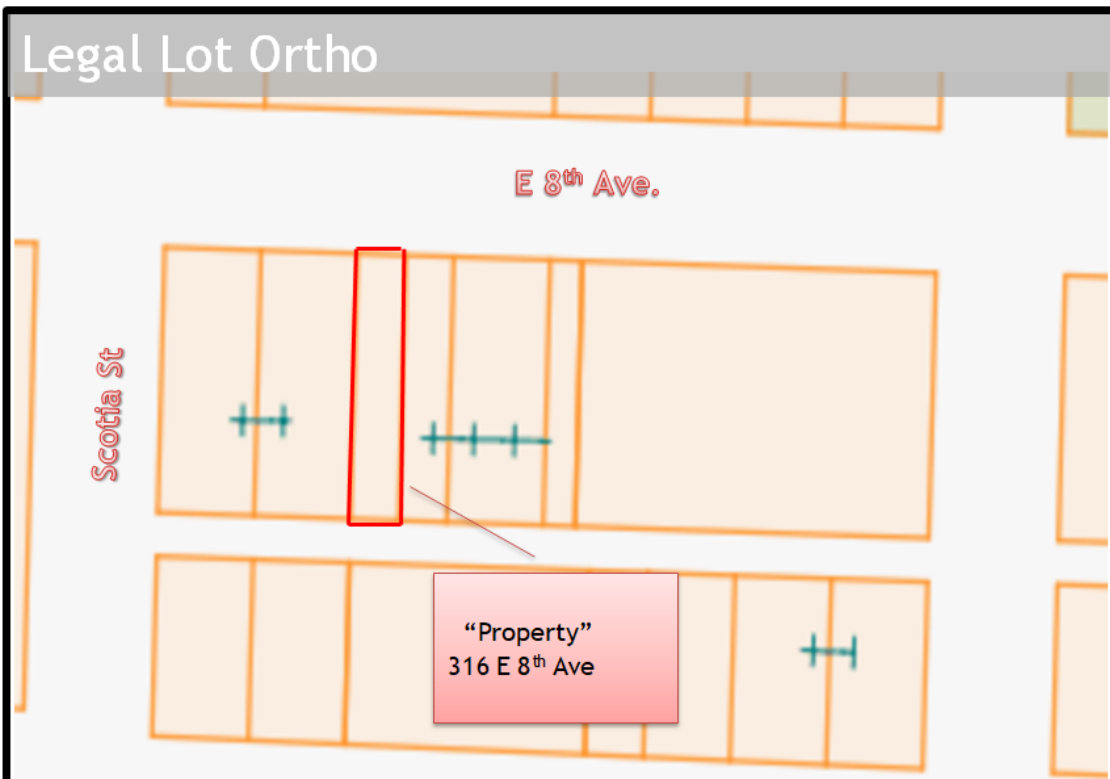 Legal Lot Ortho
E 8th Ave.
Scotia St
“Property”
316 E 8th Ave